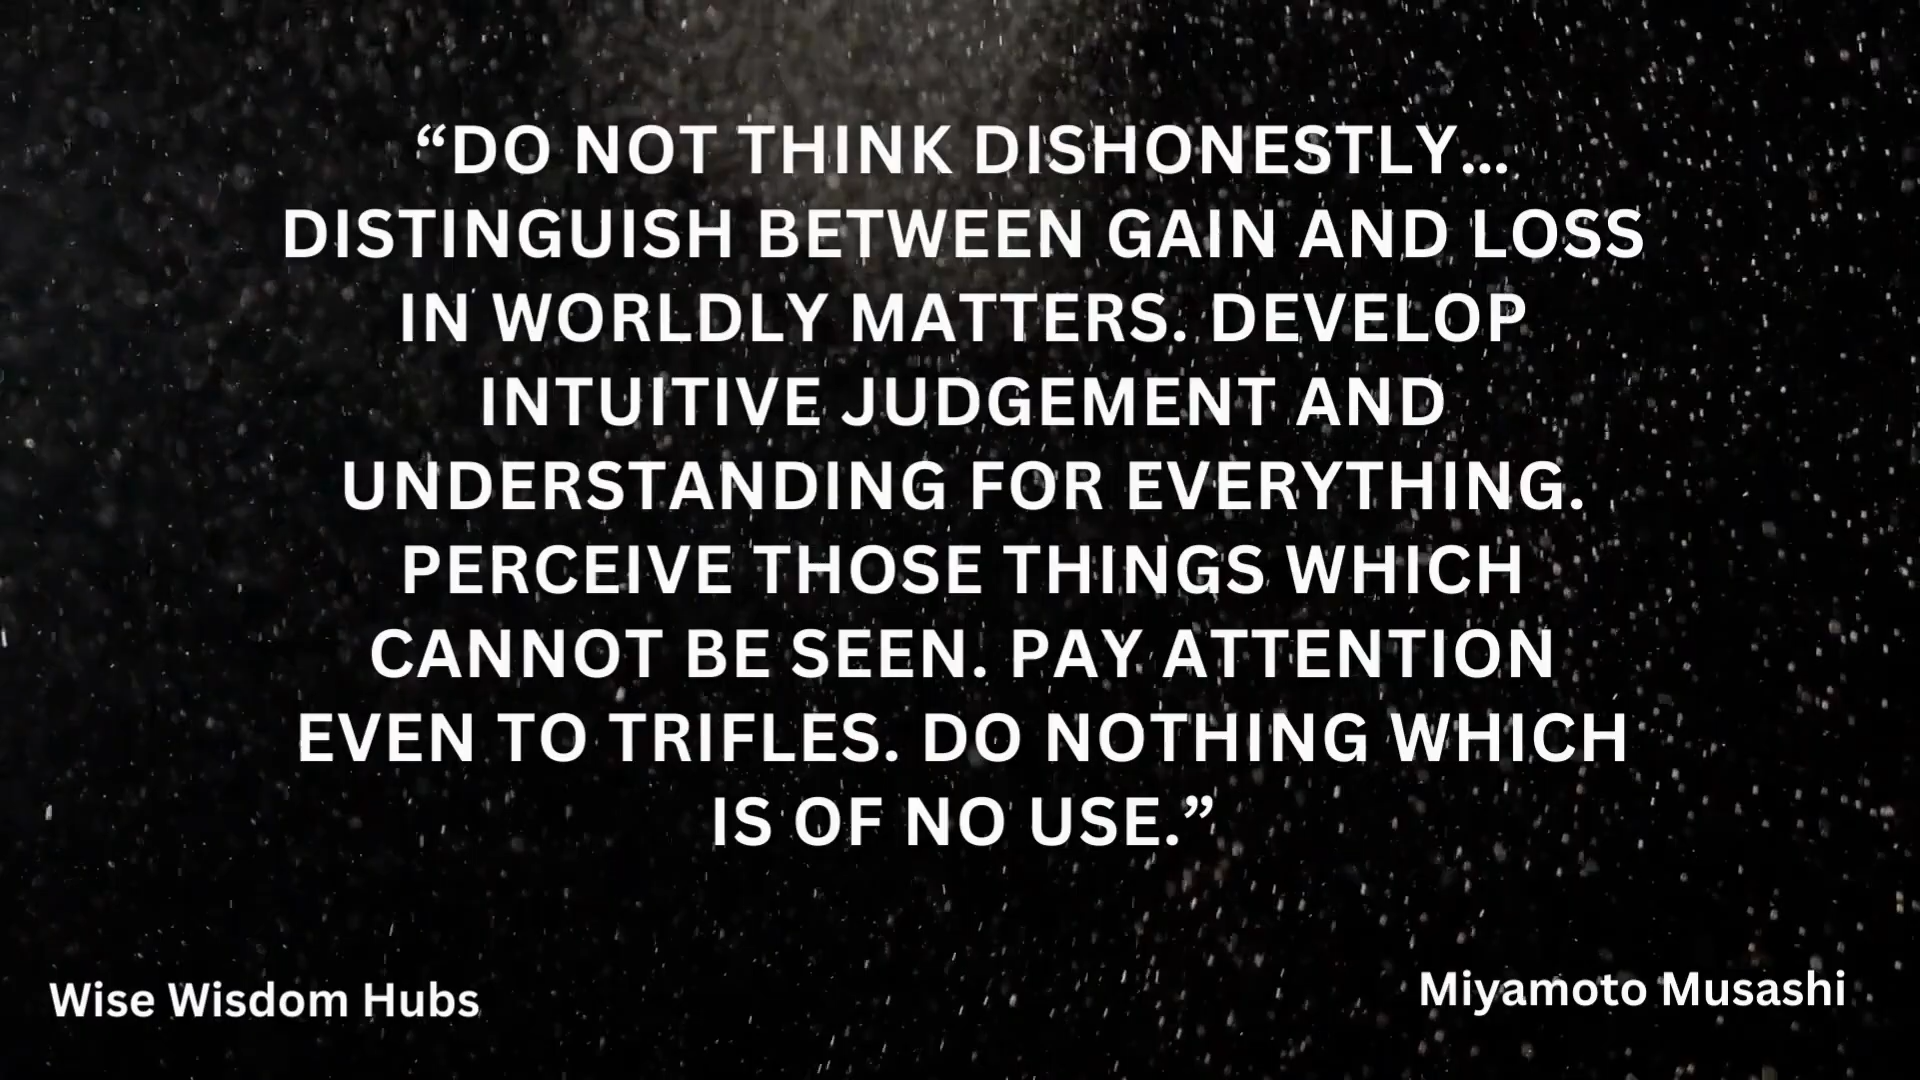 “DO NOT THINK DISHONESTLY...
DISTINGUISH BETWEEN GAIN AND LOSS
IN WORLDLY MATTERS. DEVELOP
INTUITIVE JUDGEMENT AND
UNDERSTANDING FOR EVERYTHING.
PERCEIVE THOSE THINGS WHICH
CANNOT BE SEEN. PAY ATTENTION
EVEN TO TRIFLES. DO NOTHING WHICH
IS OF NO USE.”
Wise Wisdom Hubs
Miyamoto Musashi